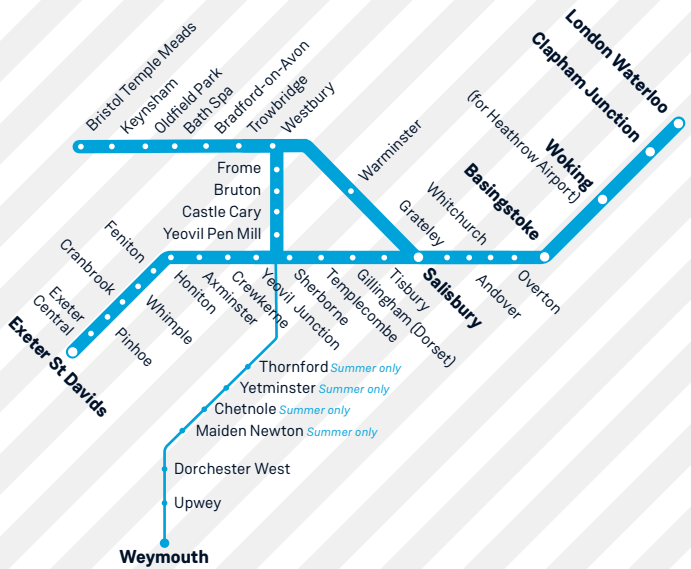 London Waterloo
Clapham Junction
Woking
(for Heathrow Airport)
Basingstoke
Bristol Temple Meads
Keynsham
Oldfield Park
Bath Spa
Bradford-on-Avon
Trowbridge
Westbury
Warminster
Frome
Bruton
Castle Cary
Yeovil Pen Mill
Grateley
Whitchurch
Salisbury
Andover
Overton
Feniton
Cranbrook
Exeter
Central
Exeter St Davids
Pinhoe
Whimple
Honiton
Axminster
Crewkerne
Yeovil Junction
Sherborne
Templecombe
Gillingham (Dorset)
Tisbury
Thornford Summer only
Yetminster Summer only
Chetnole Summer only
Maiden Newton Summer only
Dorchester West
Upwey
Weymouth